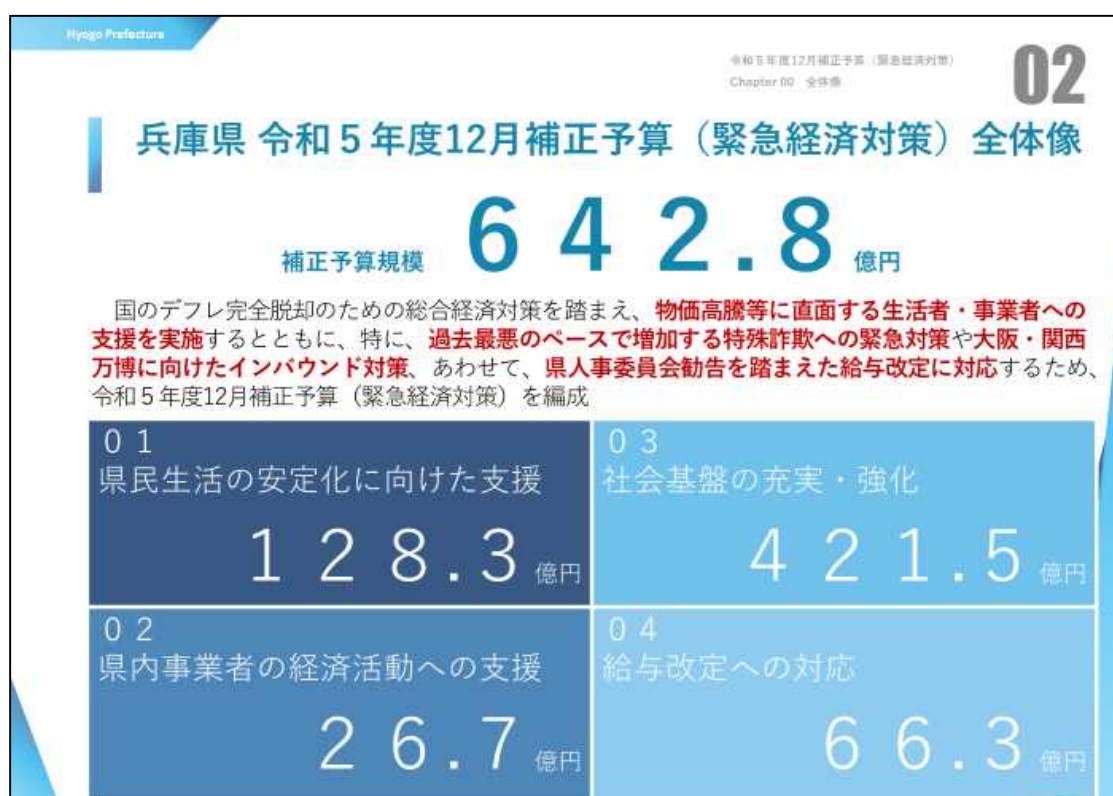 Hyogo Prefecture
令和５年度12月補正予算（緊急経済対策）
Chapter 00 全体像
02
兵庫県 令和５年度12月補正予算（緊急経済対策）全体像
補正予算規模 ６４２.８億円
国のデフレ完全脱却のための総合経済対策を踏まえ、物価高騰等に直面する生活者・事業者への
支援を実施するとともに、特に、過去最悪のペースで増加する特殊詐欺への緊急対策や大阪・関西
万博に向けたインバウンド対策、あわせて、県人事委員会勧告を踏まえた給与改定に対応するため、
令和５年度12月補正予算（緊急経済対策）を編成
０１
県民生活の安定化に向けた支援
１２８.３億円
０２
県内事業者の経済活動への支援
２６.７億円
０３
社会基盤の充実・強化
４２１.５億円
０４
給与改定への対応
６６.３億円